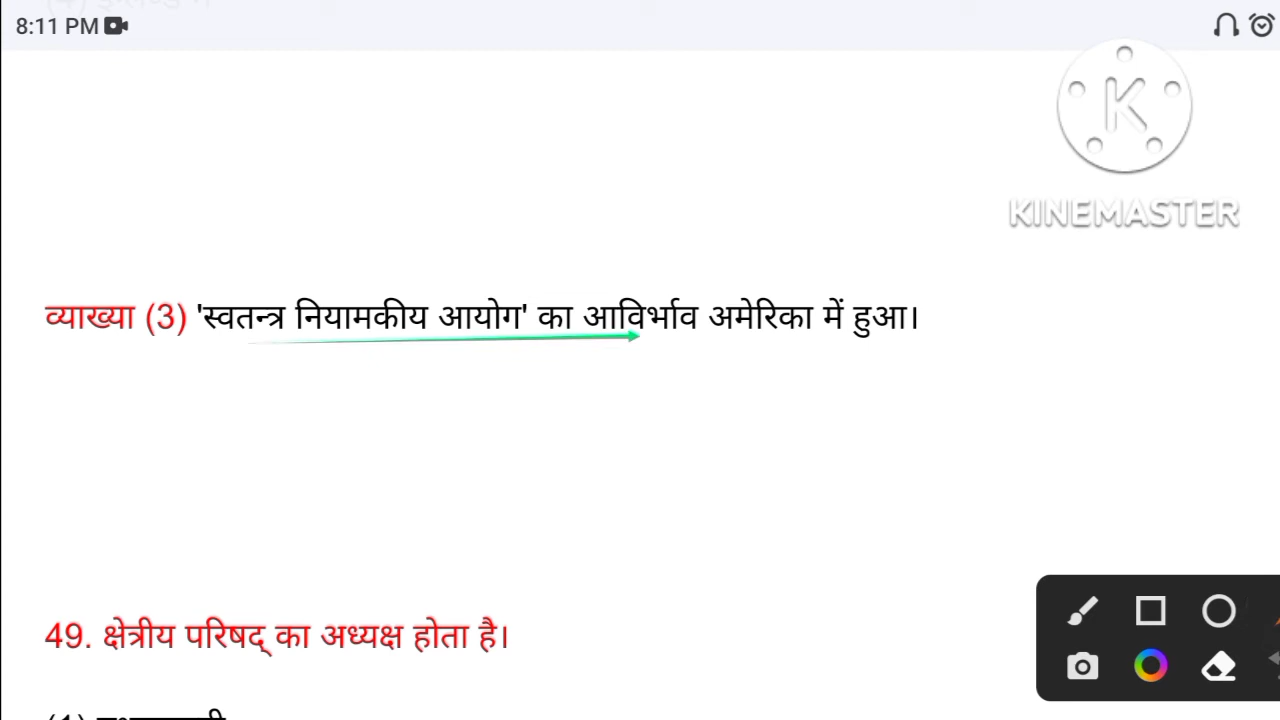 8:11 PM
K
KINEMASTER
व्याख्या (3) 'स्वतन्त्र नियामकीय आयोग' का आविर्भाव अमेरिका में हुआ।
49. क्षेत्रीय परिषद् का अध्यक्ष होता है।